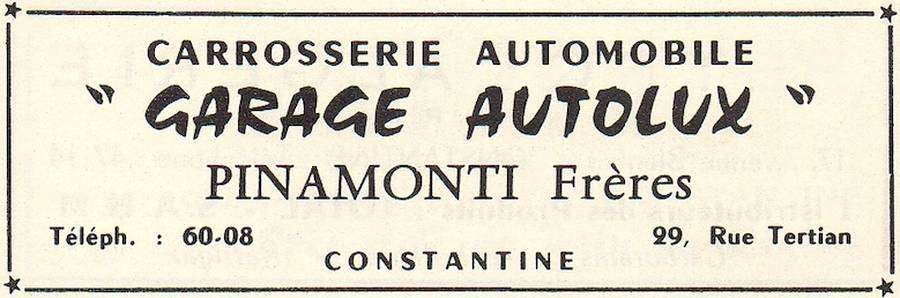 CARROSSERIE AUTOMOBILE
" GARAGE AUTOLUX "
PINAMONTI Frères
Téléph. : 60-08
29, Rue Tertian
CONSTANTINE